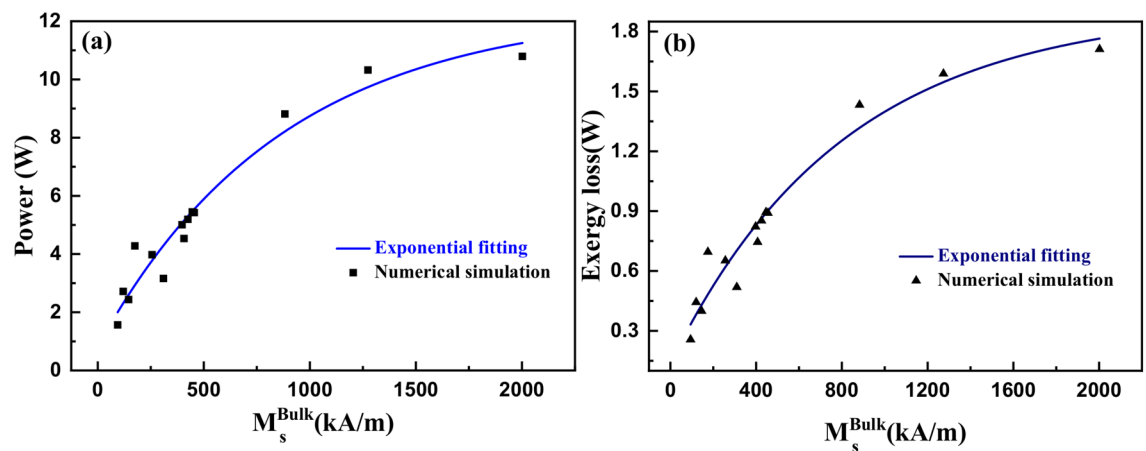 (a)
12
10
8
6
4
2
0
Power (W)
Exponential fitting
Numerical simulation
0 500 1000 1500 2000
M_s^Bulk(kA/m)
(b)
1.8
1.5
1.2
0.9
0.6
0.3
Exergy loss(W)
Exponential fitting
Numerical simulation
0 400 800 1200 1600 2000
M_s^Bulk(kA/m)